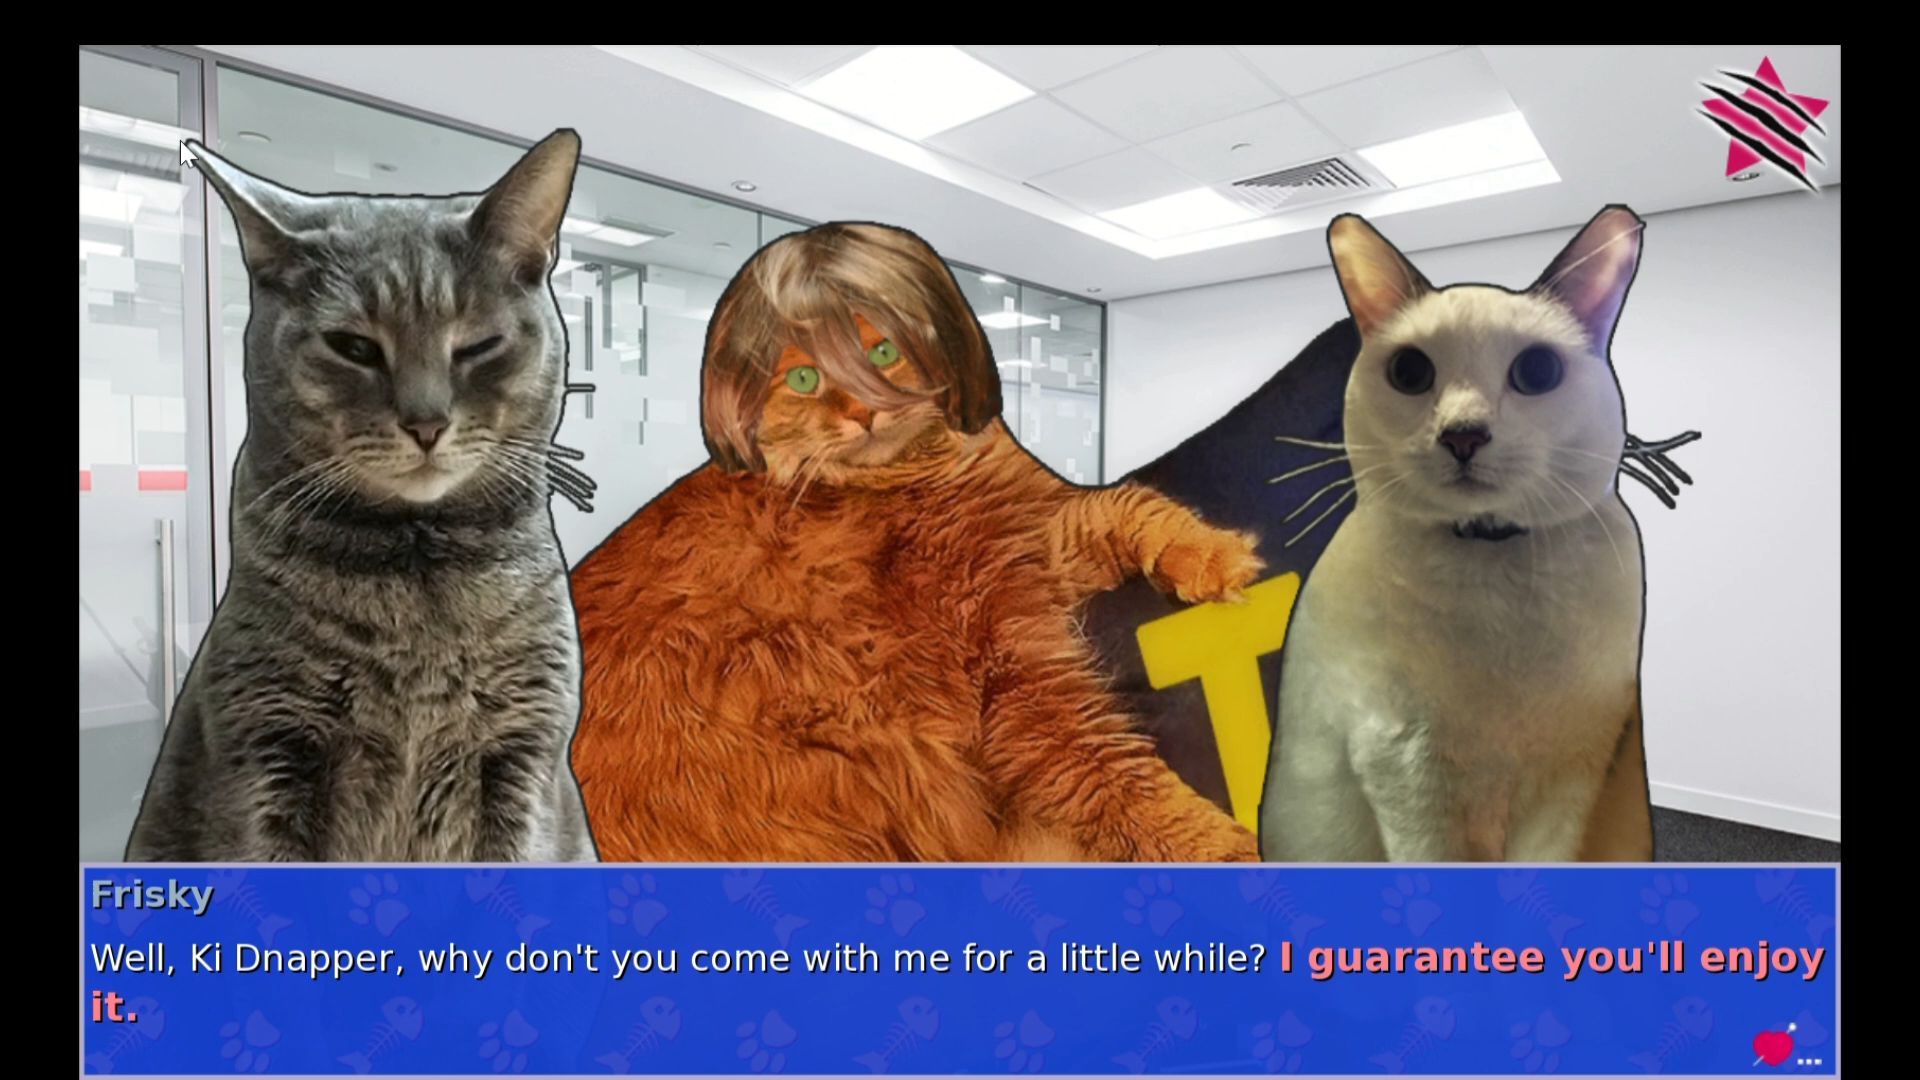 T
Frisky
Well, Ki Dnapper, why don't you come with me for a little while? I guarantee you'll enjoy
it.
...